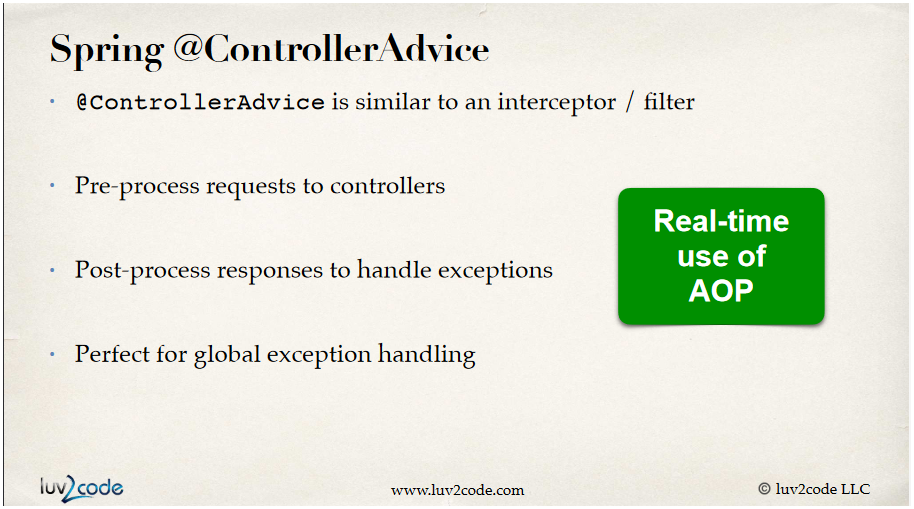 Spring @ControllerAdvice
• @ControllerAdvice is similar to an interceptor / filter
• Pre-process requests to controllers
• Post-process responses to handle exceptions
• Perfect for global exception handling
Real-time
use of
AOP
luv2code
www.luv2code.com
© luv2code LLC